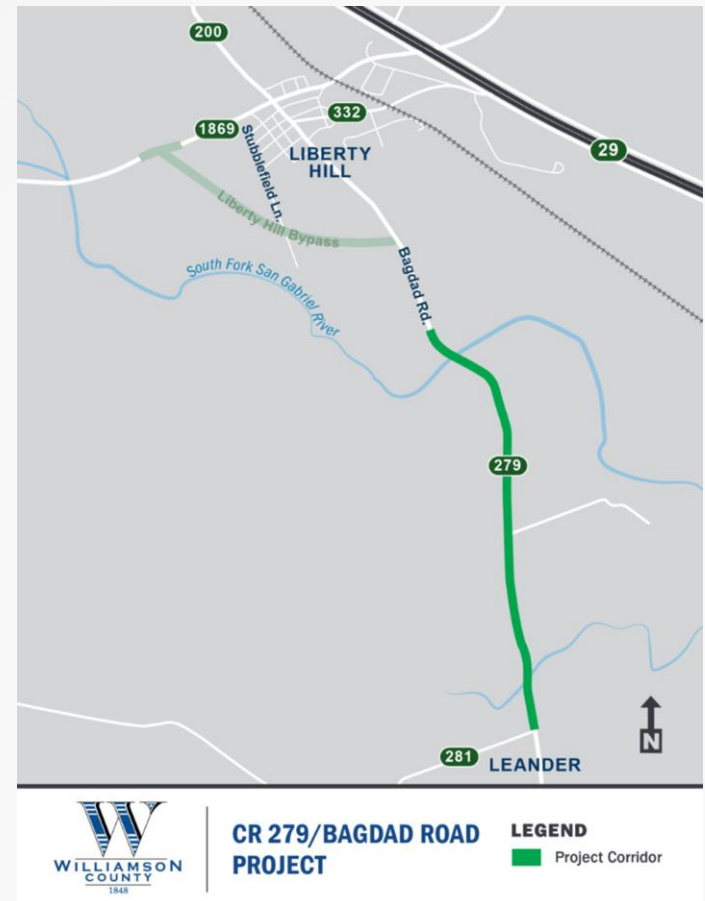 200
332
1869
29
Stubblefield Ln.
LIBERTY
HILL
Liberty Hill Bypass
Bagdad Rd.
South Fork San Gabriel River
279
281
LEANDER
N
W
WILLIAMSON
COUNTY
1848
CR 279/BAGDAD ROAD
PROJECT
LEGEND
Project Corridor